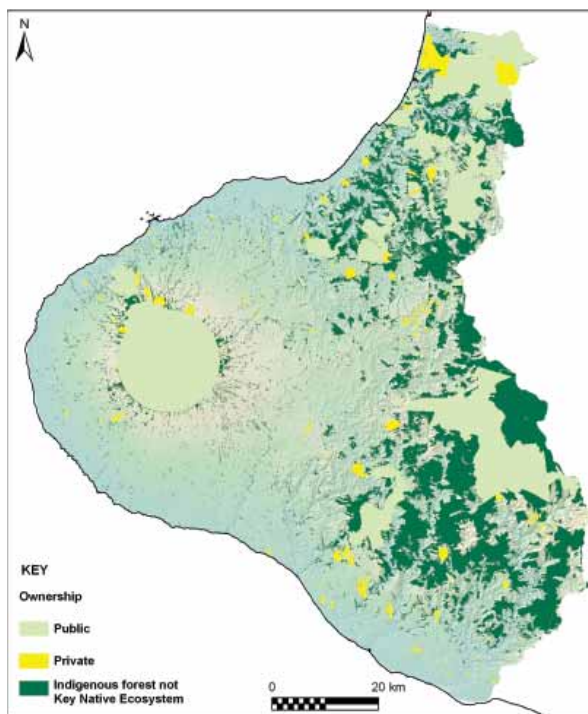 N
KEY
Ownership
Public
Private
Indigenous forest not
Key Native Ecosystem
0 20 km